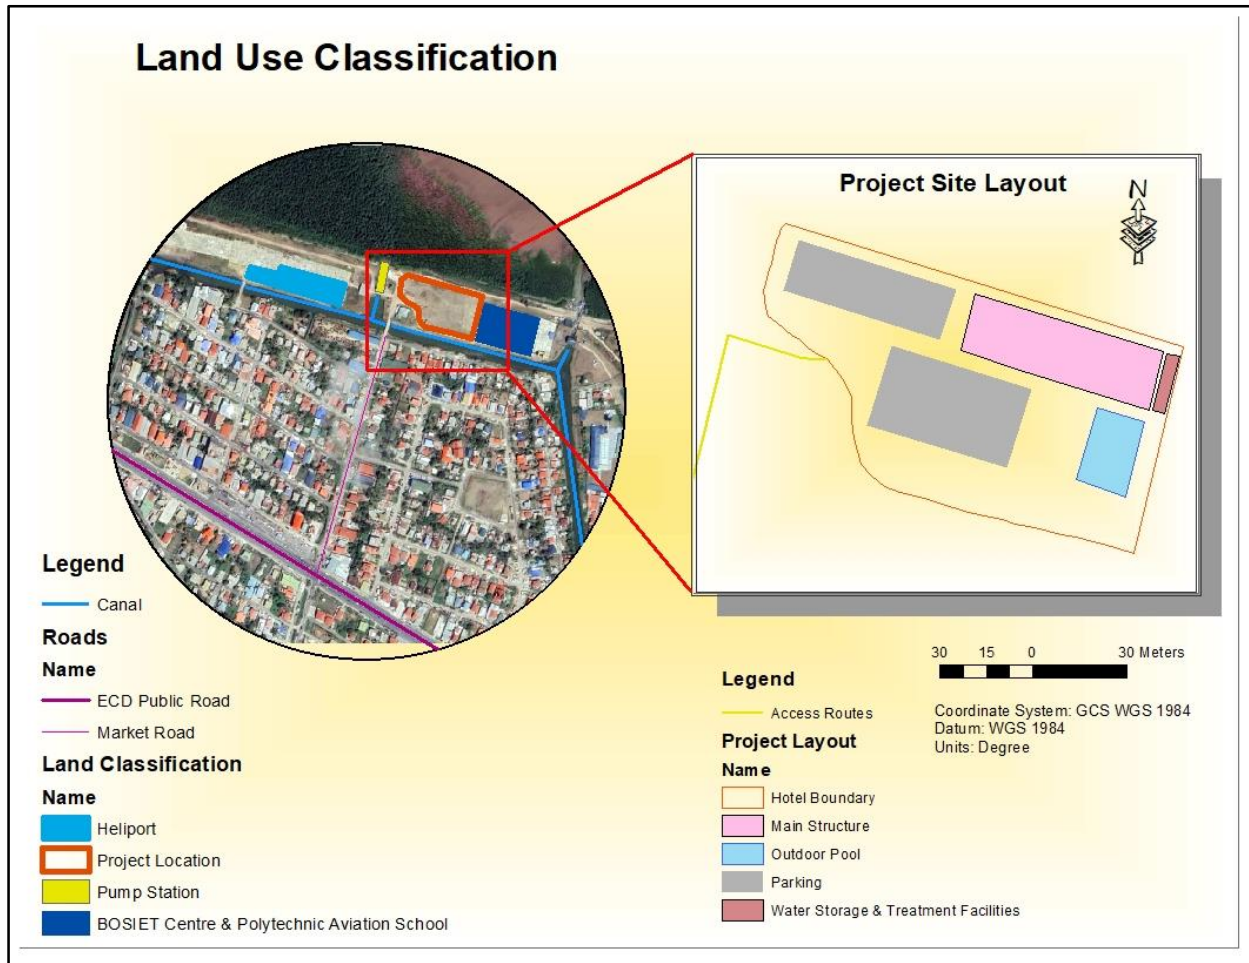 Land Use Classification
Project Site Layout
N
Legend
Canal
Roads
Name
ECD Public Road
Market Road
Land Classification
Name
Heliport
Project Location
Pump Station
BOSIET Centre & Polytechnic Aviation School
30 15 0 30 Meters
Coordinate System: GCS WGS 1984
Datum: WGS 1984
Units: Degree
Legend
Access Routes
Project Layout
Name
Hotel Boundary
Main Structure
Outdoor Pool
Parking
Water Storage & Treatment Facilities